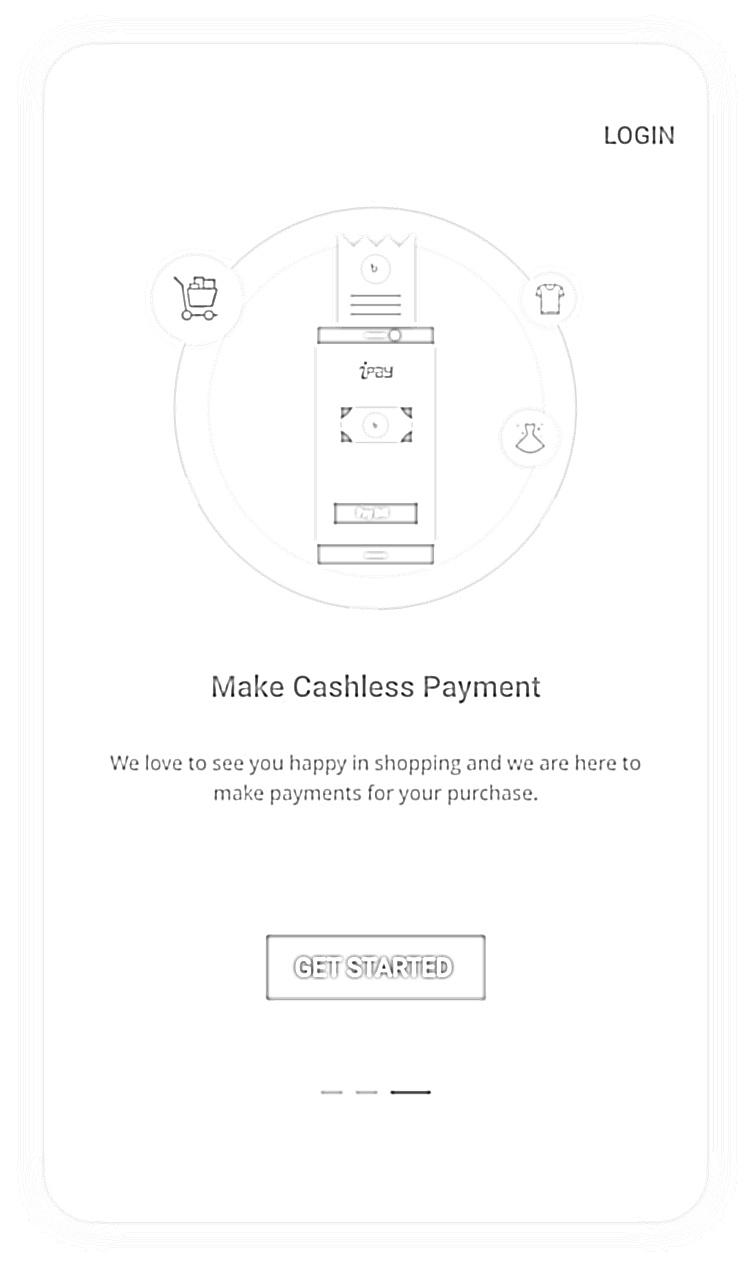 LOGIN
৳
iPay
৳
Make Cashless Payment
We love to see you happy in shopping and we are here to
make payments for your purchase.
GET STARTED